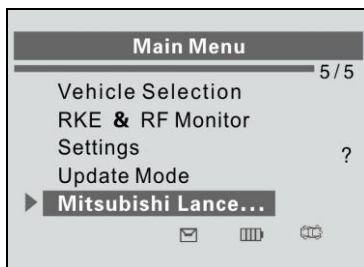 Main Menu
5/5
Vehicle Selection
RKE & RF Monitor
Settings
?
Update Mode
Mitsubishi Lance...